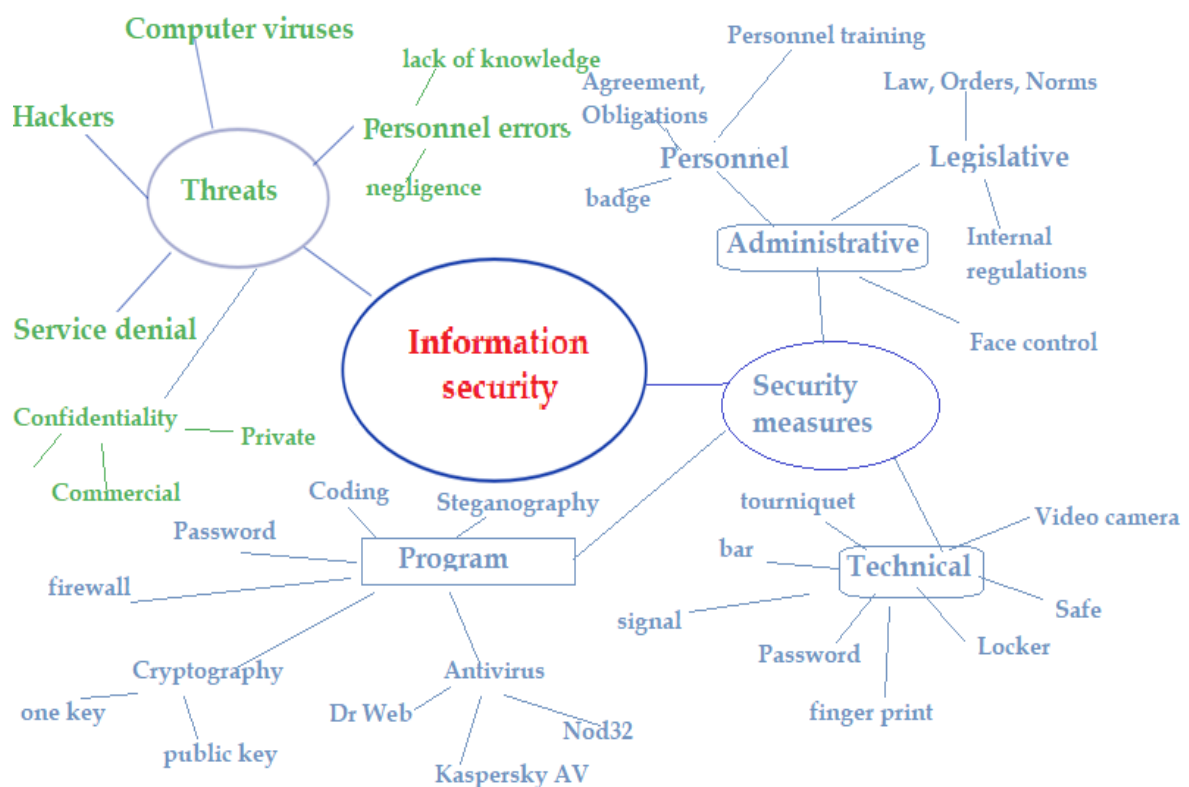 Computer viruses
Personnel training
lack of knowledge
Agreement,
Obligations
Law, Orders, Norms
Hackers
Personnel errors
Personnel
Legislative
Threats
negligence
badge
Administrative
Internal
regulations
Service denial
Information
security
Face control
Security
measures
Confidentiality
Private
Commercial
Coding
Steganography
tourniquet
Video camera
Password
Program
bar
Technical
firewall
signal
Safe
Password
Locker
Cryptography
Antivirus
one key
Dr Web
finger print
public key
Nod32
Kaspersky AV